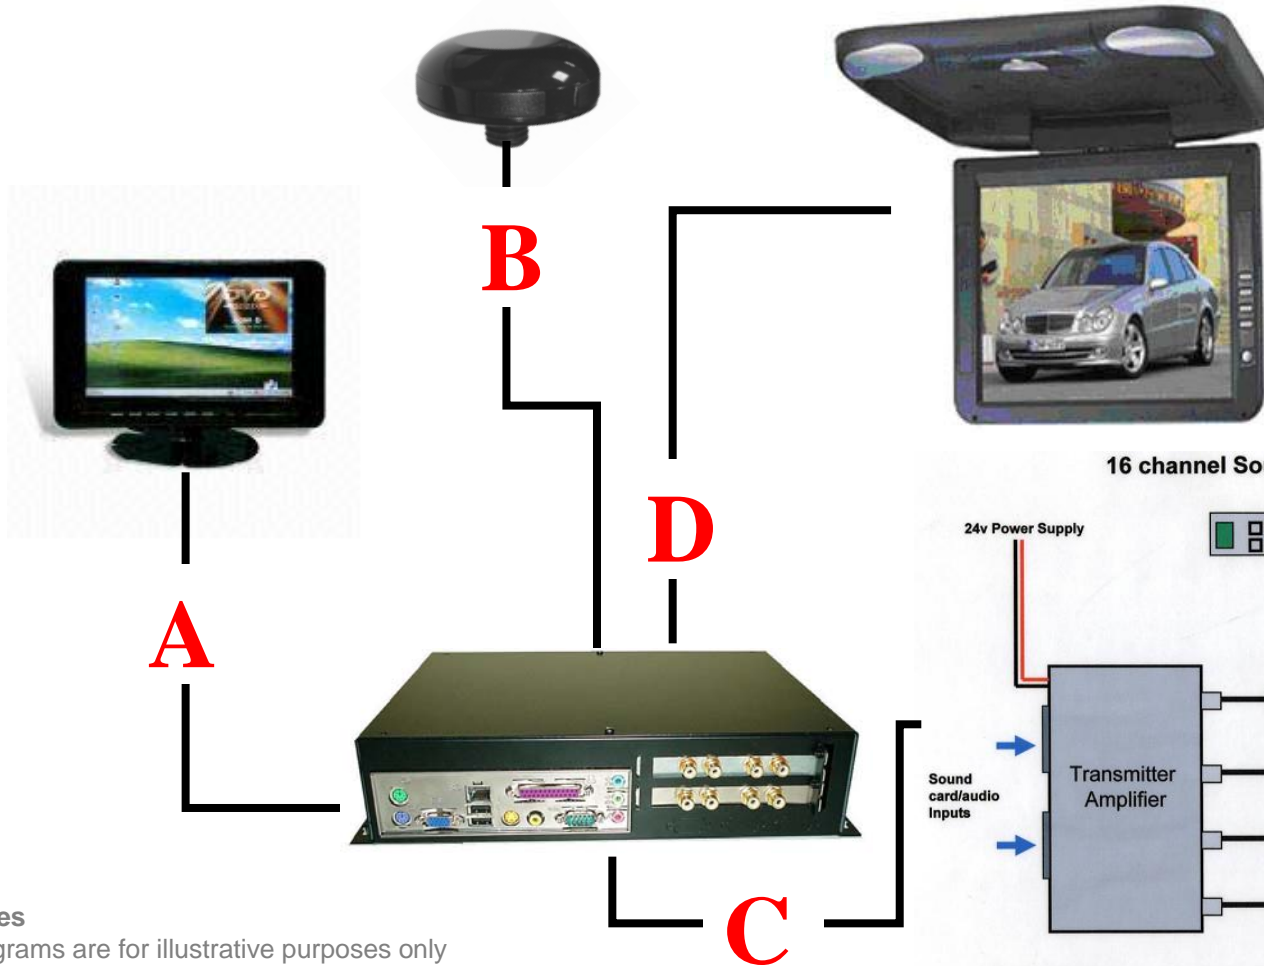 B
DVD
D
A
16 channel So
24v Power Supply
Sound
card/audio
Inputs
Transmitter
Amplifier
C
es
grams are for illustrative purposes only